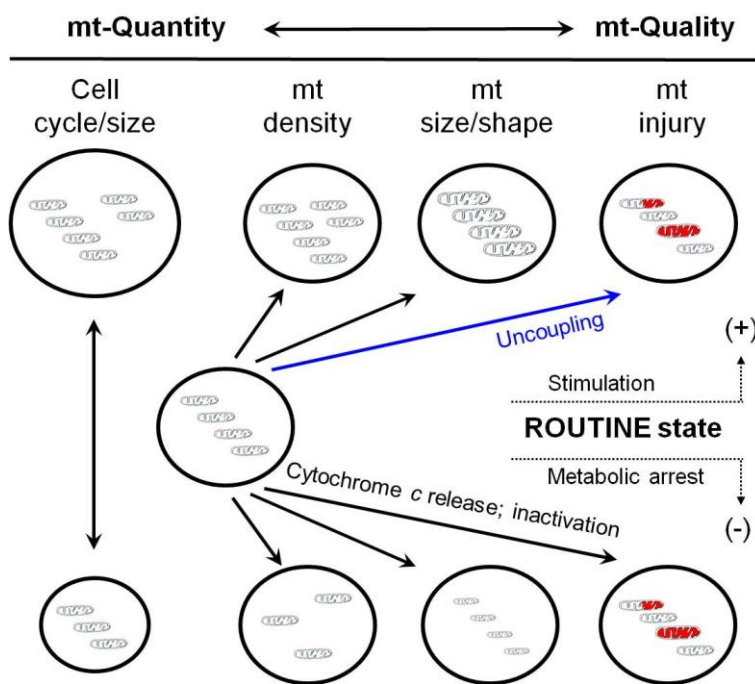 mt-Quantity
mt-Quality
Cell
cycle/size
mt
density
mt
size/shape
mt
injury
Uncoupling
(+)
Stimulation
ROUTINE state
Metabolic arrest
(-)
Cytochrome c release; inactivation